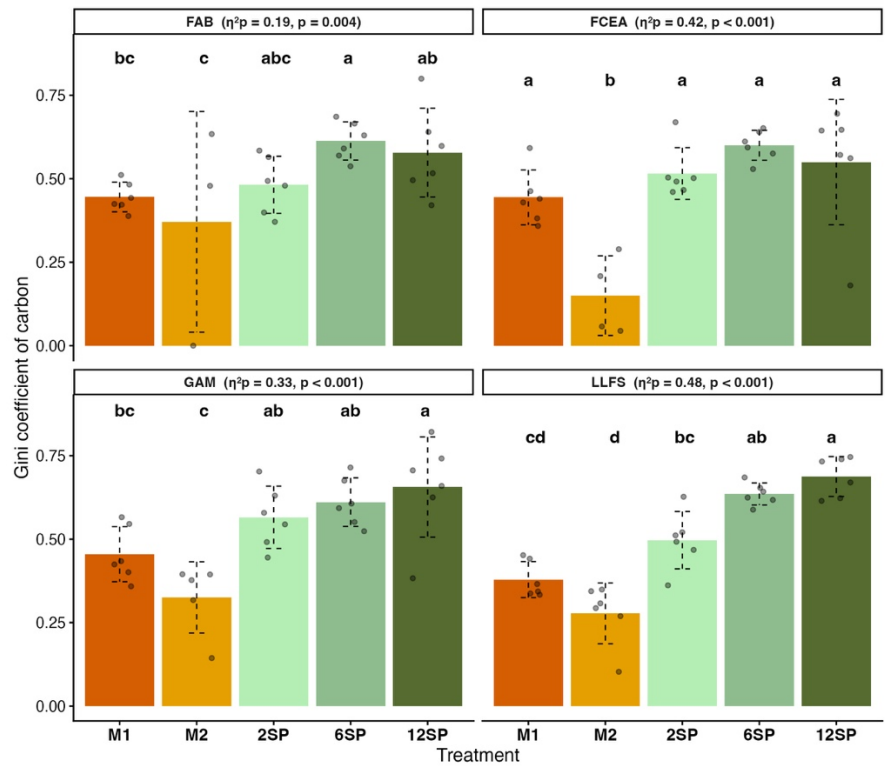 FAB (η²p = 0.19, p = 0.004)
FCEA (η²p = 0.42, p < 0.001)
bc c abc a ab
a b a a a
0.75
0.50
0.25
0.00
GAM (η²p = 0.33, p < 0.001)
LLFS (η²p = 0.48, p < 0.001)
bc c ab ab a
cd d bc ab a
0.75
0.50
0.25
0.00
Gini coefficient of carbon
M1 M2 2SP 6SP 12SP
M1 M2 2SP 6SP 12SP
Treatment